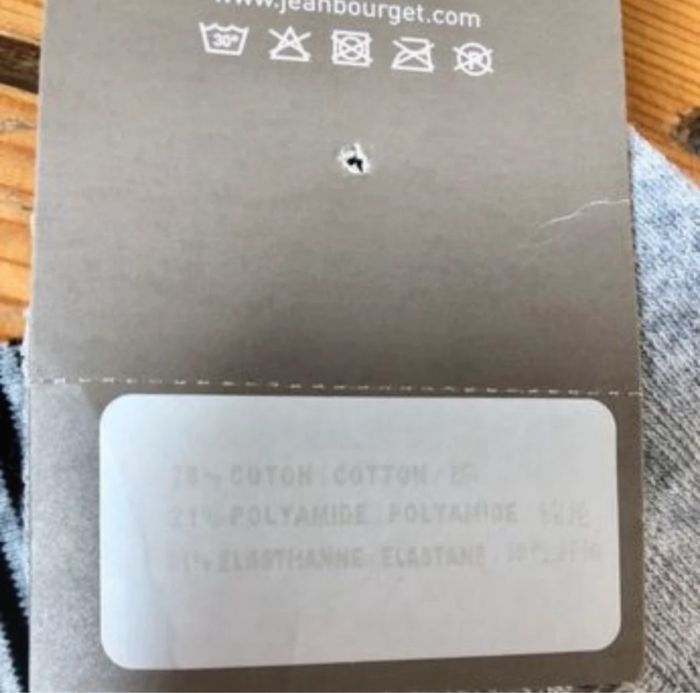 www.jeanbourget.com
30°
P
COTON COTTON
21% POLYAMIDE POLYAMIDE
ELASTHANNE ELASTANE